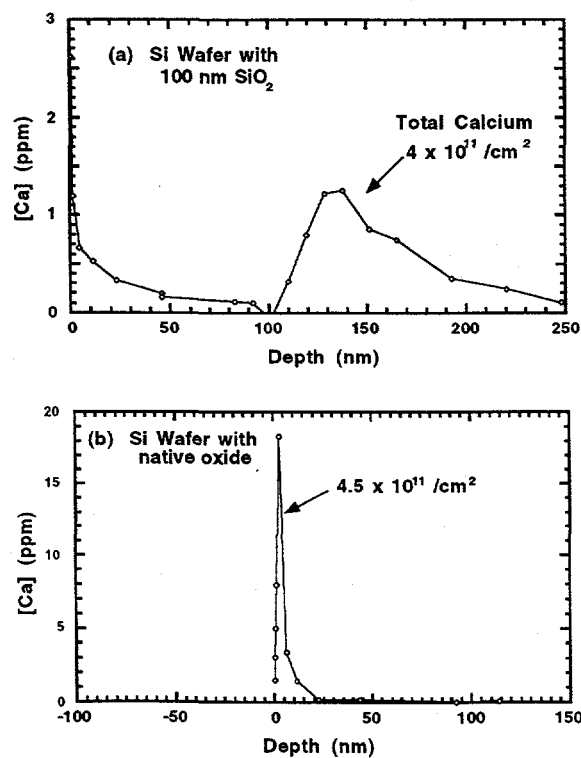 3
(a) Si Wafer with
100 nm SiO2
2
Total Calcium
4 x 10^11 /cm^2
[Ca] (ppm)
1
0
0 50 100 150 200 250
Depth (nm)
20
(b) Si Wafer with
native oxide
4.5 x 10^11 /cm^2
15
[Ca] (ppm)
10
5
0
-100 -50 0 50 100 150
Depth (nm)